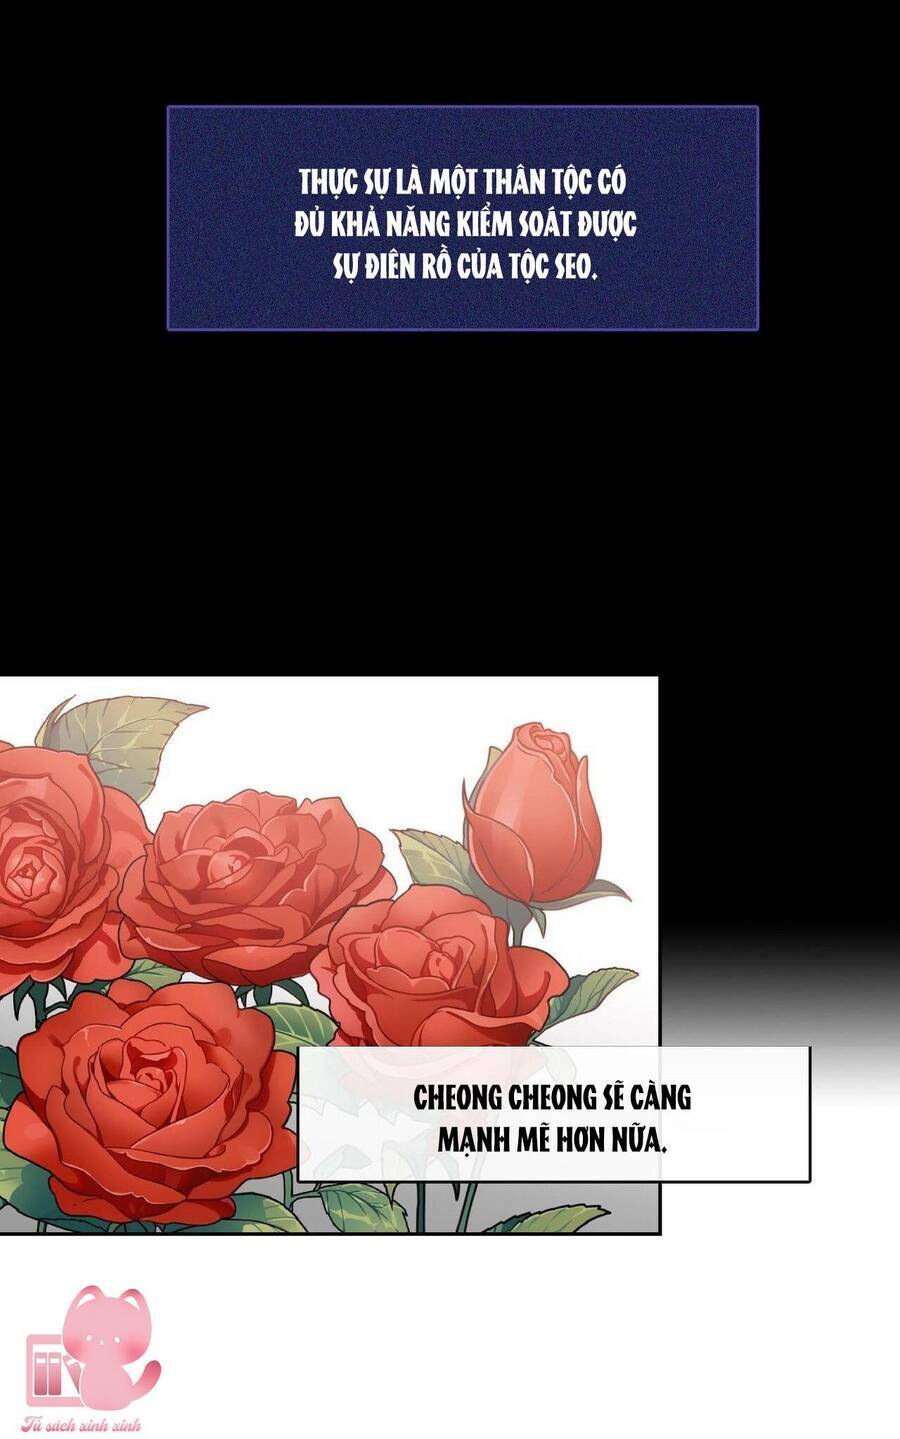 THỰC SỰ LÀ MỘT THÂN TỘC CÓ
ĐỦ KHẢ NĂNG KIỂM SOÁT ĐƯỢC
SỰ ĐIÊN RỒ CỦA TỘC SEO.
CHEONG CHEONG SẼ CÀNG
MẠNH MẼ HƠN NỮA.
Tủ sách xinh xinh